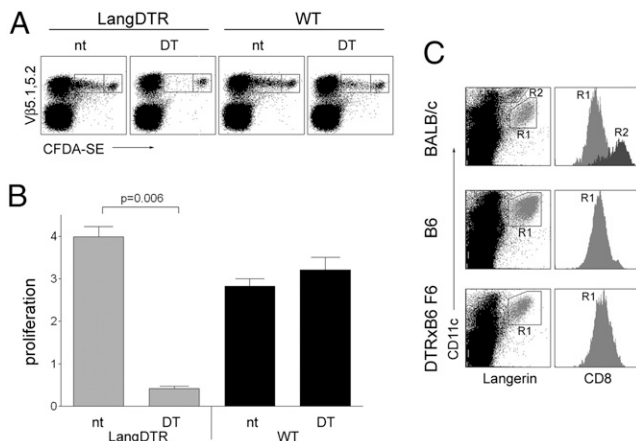 A
LangDTR WT
nt DT nt DT
Vβ5.1,5.2
CFDA-SE
B
p=0.006
proliferation
4
3
2
1
0
nt DT nt DT
LangDTR WT
C
BALB/c
R2
R1
R1
R2
B6
R1
R1
DTRxB6 F6
R1
R1
CD11c
Langerin CD8